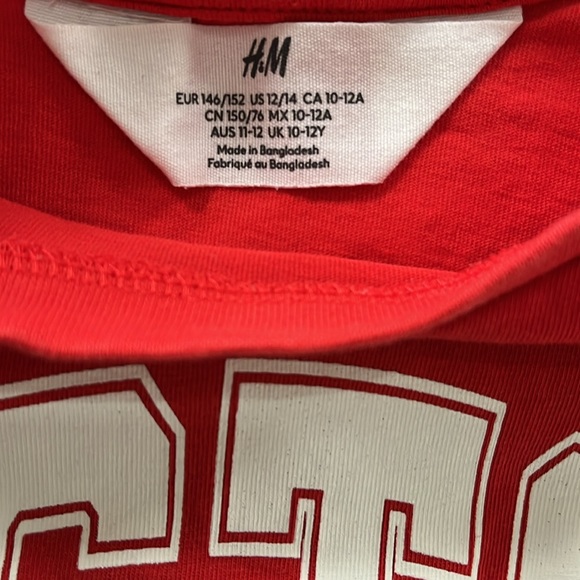 H&M
EUR 146/152 US 12/14 CA 10-12A
CN 150/76 MX 10-12A
AUS 11-12 UK 10-12Y
Made in Bangladesh
Fabriqué au Bangladesh
ST